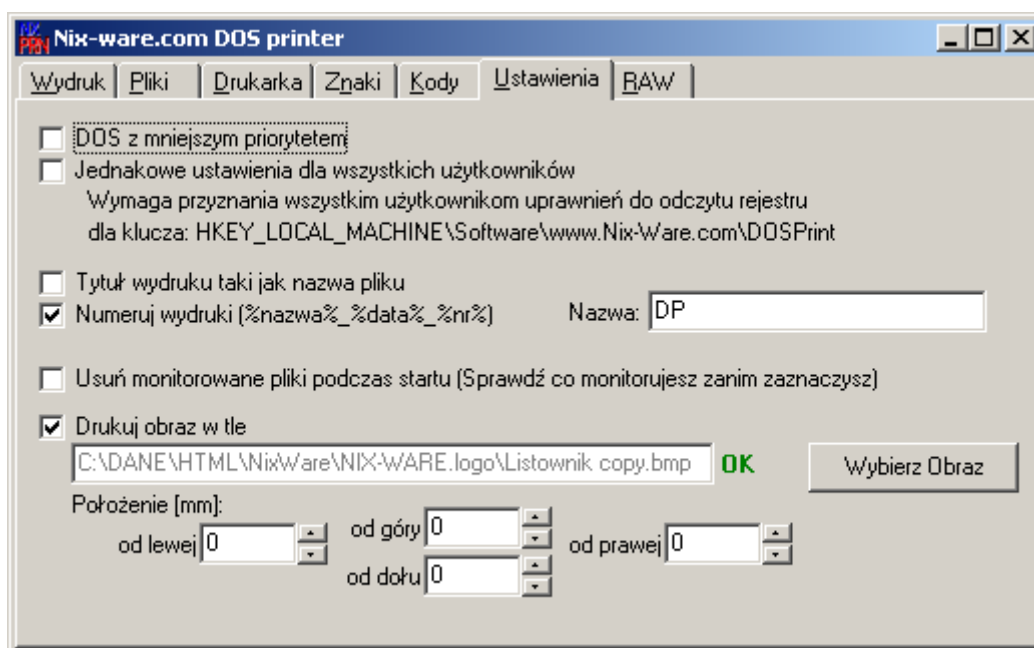 NIX PRN Nix-ware.com DOS printer
Wydruk Pliki Drukarka Znaki Kody Ustawienia RAW
DOS z mniejszym priorytetem
Jednakowe ustawienia dla wszystkich użytkowników
Wymaga przyznania wszystkim użytkownikom uprawnień do odczytu rejestru
dla klucza: HKEY_LOCAL_MACHINE\Software\www.Nix-Ware.com\DOSPrint
Tytuł wydruku taki jak nazwa pliku
Numeruj wydruki (%nazwa%_%data%_%nr%) Nazwa: DP
Usuń monitorowane pliki podczas startu (Sprawdź co monitorujesz zanim zaznaczysz)
Drukuj obraz w tle
C:\DANE\HTML\NixWare\NIX-WARE.logo\Listownik copy.bmp OK Wybierz Obraz
Położenie [mm]:
od lewej 0 od góry 0 od prawej 0
od dołu 0